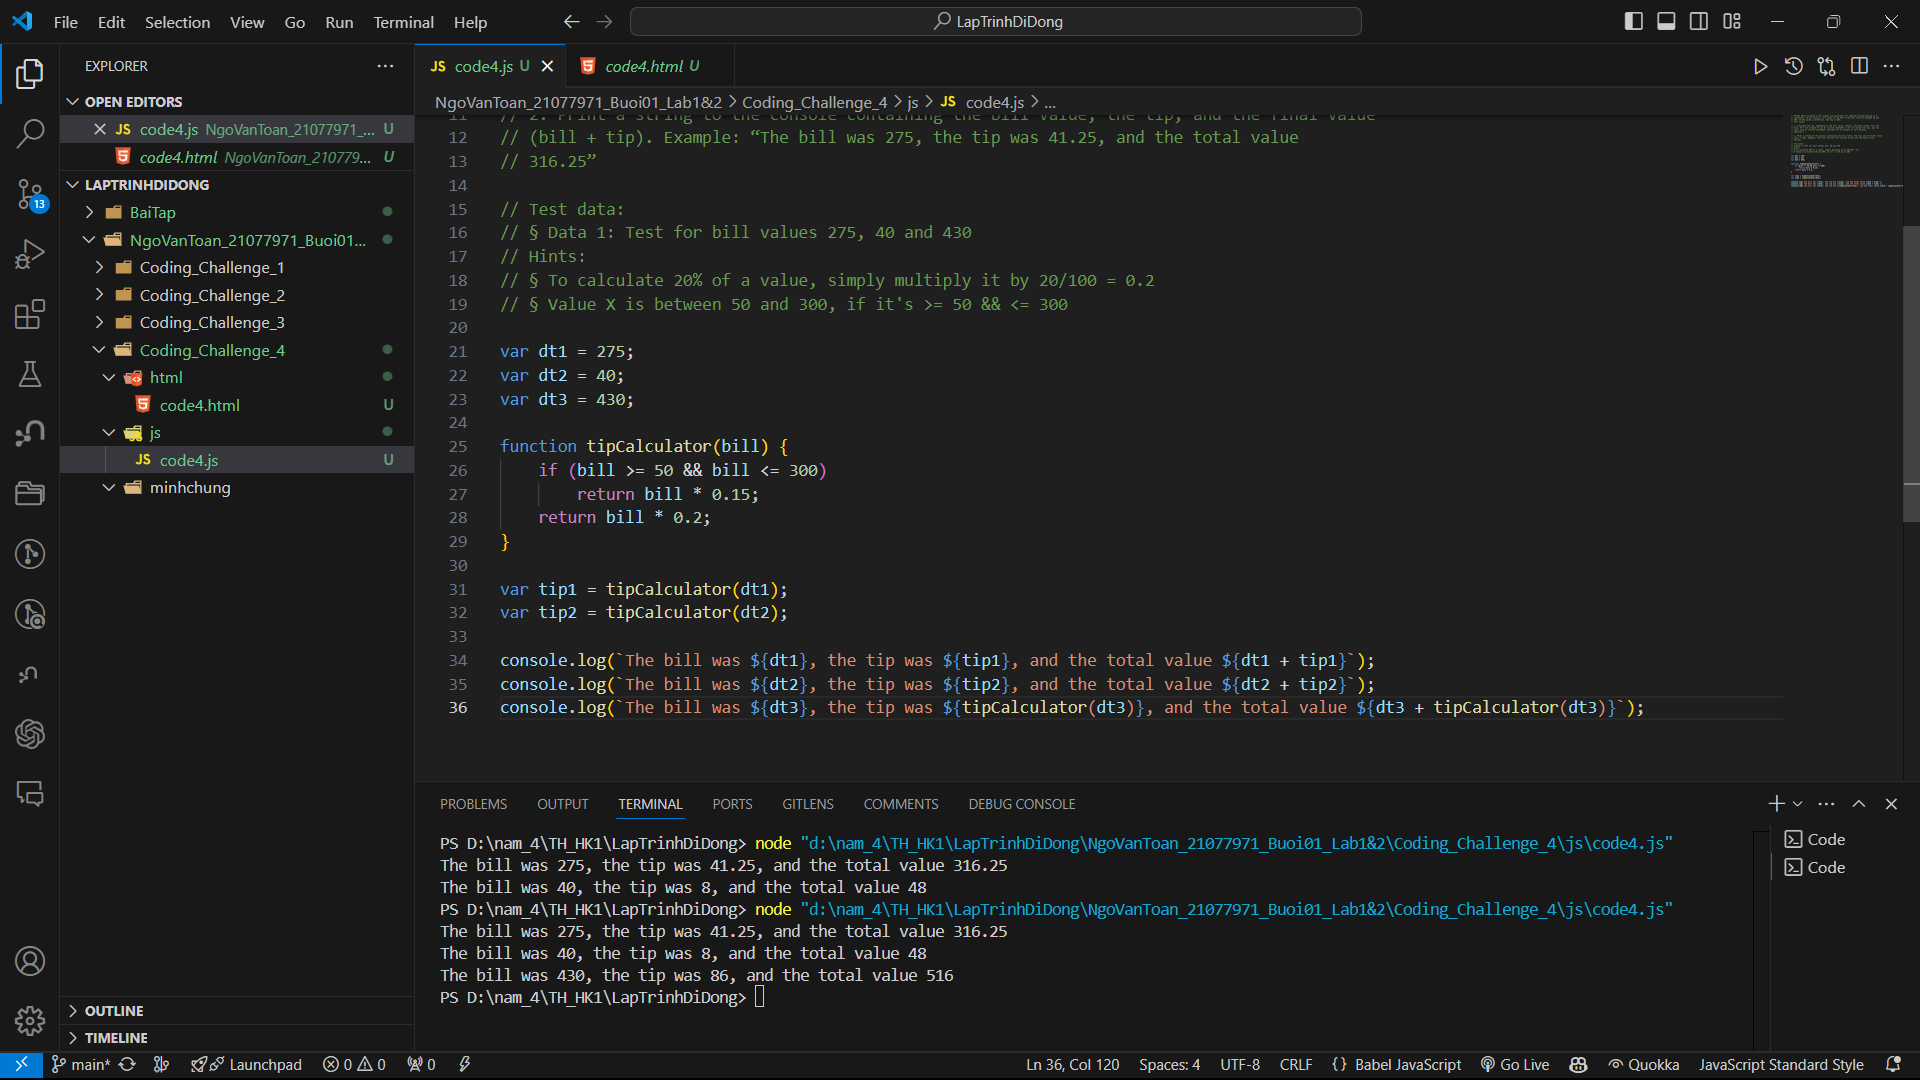 File Edit Selection View Go Run Terminal Help
LapTrinhDiDong
EXPLORER
OPEN EDITORS
JS code4.js NgoVanToan_21077971_... U
code4.html NgoVanToan_210779... U
LAPTRINHDIDONG
BaiTap
NgoVanToan_21077971_Buoi01...
Coding_Challenge_1
Coding_Challenge_2
Coding_Challenge_3
Coding_Challenge_4
html
code4.html U
js
JS code4.js U
minhchung
OUTLINE
TIMELINE
13
JS code4.js U
code4.html U
NgoVanToan_21077971_Buoi01_Lab1&2 > Coding_Challenge_4 > js > JS code4.js > ...
11 // 2. Print a string to the console containing the bill value, the tip, and the final value
12 // (bill + tip). Example: “The bill was 275, the tip was 41.25, and the total value
13 // 316.25”
14
15 // Test data:
16 // § Data 1: Test for bill values 275, 40 and 430
17 // Hints:
18 // § To calculate 20% of a value, simply multiply it by 20/100 = 0.2
19 // § Value X is between 50 and 300, if it's >= 50 && <= 300
20
21 var dt1 = 275;
22 var dt2 = 40;
23 var dt3 = 430;
24
25 function tipCalculator(bill) {
26 if (bill >= 50 && bill <= 300)
27 return bill * 0.15;
28 return bill * 0.2;
29 }
30
31 var tip1 = tipCalculator(dt1);
32 var tip2 = tipCalculator(dt2);
33
34 console.log(`The bill was ${dt1}, the tip was ${tip1}, and the total value ${dt1 + tip1}`);
35 console.log(`The bill was ${dt2}, the tip was ${tip2}, and the total value ${dt2 + tip2}`);
36 console.log(`The bill was ${dt3}, the tip was ${tipCalculator(dt3)}, and the total value ${dt3 + tipCalculator(dt3)}`);
PROBLEMS OUTPUT TERMINAL PORTS GITLENS COMMENTS DEBUG CONSOLE
PS D:\nam_4\TH_HK1\LapTrinhDiDong> node "d:\nam_4\TH_HK1\LapTrinhDiDong\NgoVanToan_21077971_Buoi01_Lab1&2\Coding_Challenge_4\js\code4.js"
The bill was 275, the tip was 41.25, and the total value 316.25
The bill was 40, the tip was 8, and the total value 48
PS D:\nam_4\TH_HK1\LapTrinhDiDong> node "d:\nam_4\TH_HK1\LapTrinhDiDong\NgoVanToan_21077971_Buoi01_Lab1&2\Coding_Challenge_4\js\code4.js"
The bill was 275, the tip was 41.25, and the total value 316.25
The bill was 40, the tip was 8, and the total value 48
The bill was 430, the tip was 86, and the total value 516
PS D:\nam_4\TH_HK1\LapTrinhDiDong>
Code
Code
main* Launchpad 0 0 0 Ln 36, Col 120 Spaces: 4 UTF-8 CRLF {} Babel JavaScript Go Live Quokka JavaScript Standard Style